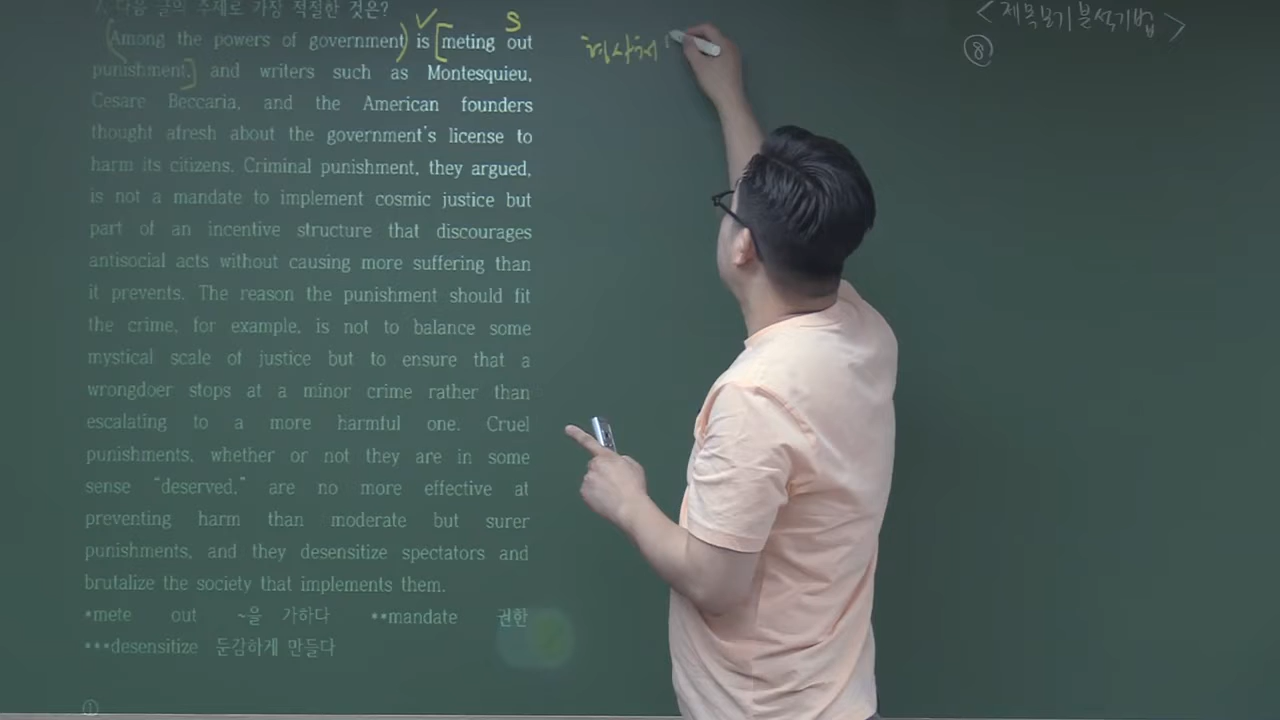 7. 다음 글의 주제로 가장 적절한 것은?
V S
(Among the powers of government) is [meting out
punishment,] and writers such as Montesquieu,
Cesare Beccaria, and the American founders
thought afresh about the government's license to
harm its citizens. Criminal punishment, they argued,
is not a mandate to implement cosmic justice but
part of an incentive structure that discourages
antisocial acts without causing more suffering than
it prevents. The reason the punishment should fit
the crime, for example, is not to balance some
mystical scale of justice but to ensure that a
wrongdoer stops at a minor crime rather than
escalating to a more harmful one. Cruel
punishments, whether or not they are in some
sense "deserved," are no more effective at
preventing harm than moderate but surer
punishments, and they desensitize spectators and
brutalize the society that implements them.
*mete out ~을 가하다 **mandate 권한
***desensitize 둔감하게 만들다
①
<제목보기 분석기법>
⑧